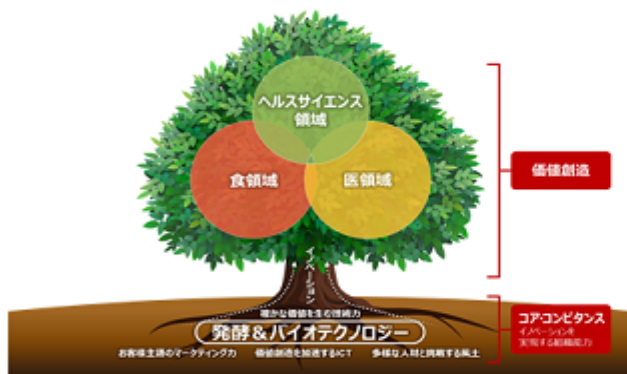 ヘルスサイエンス
領域
食領域
医領域
価値創造
イノベーション
確かな価値を生む技術力
発酵&バイオテクノロジー
お客様主語のマーケティング力
価値創造を加速するICT
多様な人材と挑戦する風土
コア・コンピタンス
イノベーションを
実現する組織能力